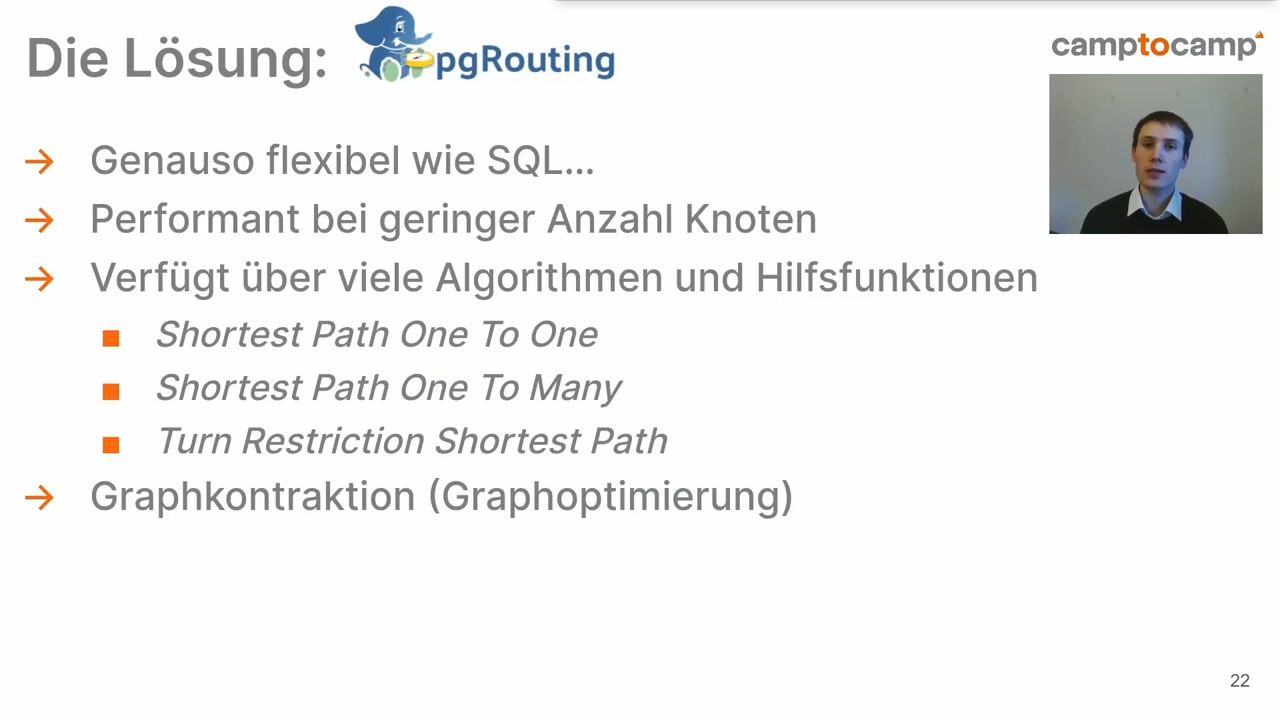 Die Lösung: pgRouting
camptocamp
→ Genauso flexibel wie SQL...
→ Performant bei geringer Anzahl Knoten
→ Verfügt über viele Algorithmen und Hilfsfunktionen
■ Shortest Path One To One
■ Shortest Path One To Many
■ Turn Restriction Shortest Path
→ Graphkontraktion (Graphoptimierung)
22